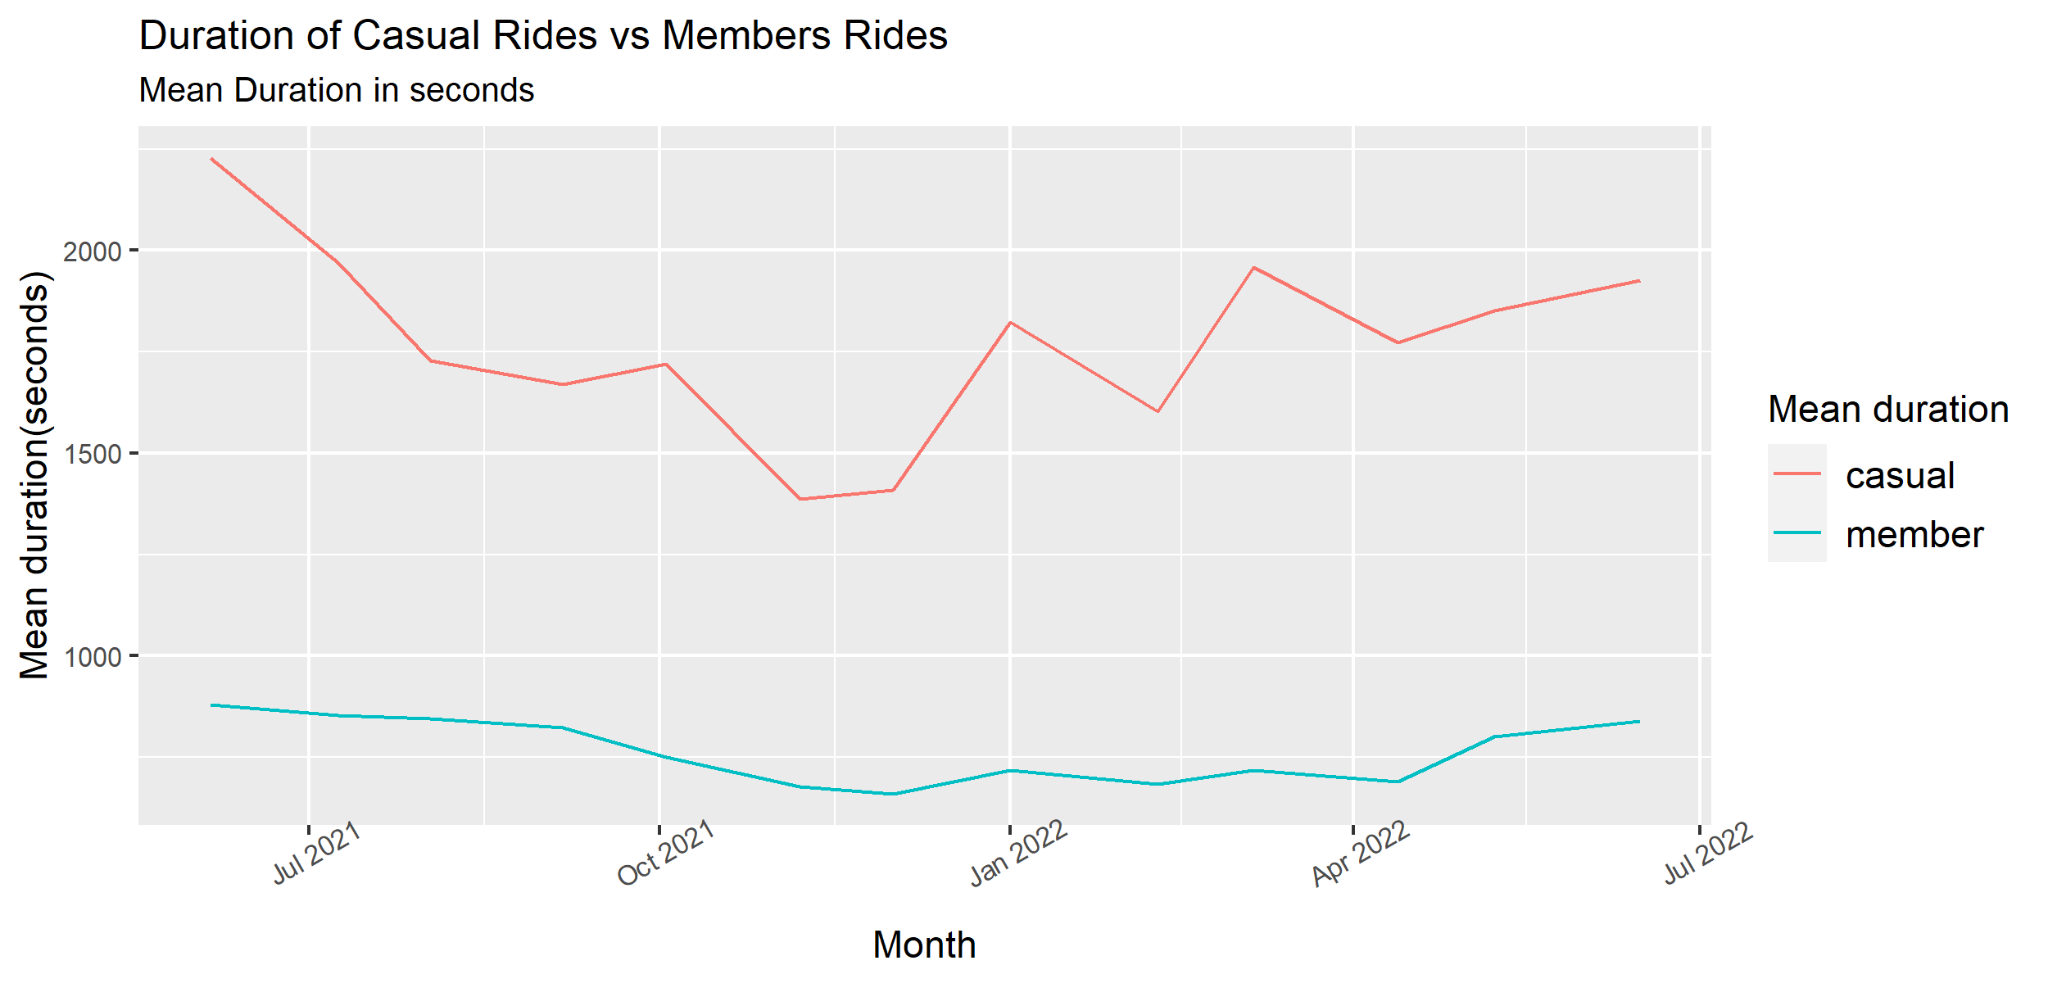 Duration of Casual Rides vs Members Rides
Mean Duration in seconds
Mean duration(seconds)
2000
1500
1000
Jul 2021
Oct 2021
Jan 2022
Apr 2022
Jul 2022
Month
Mean duration
casual
member